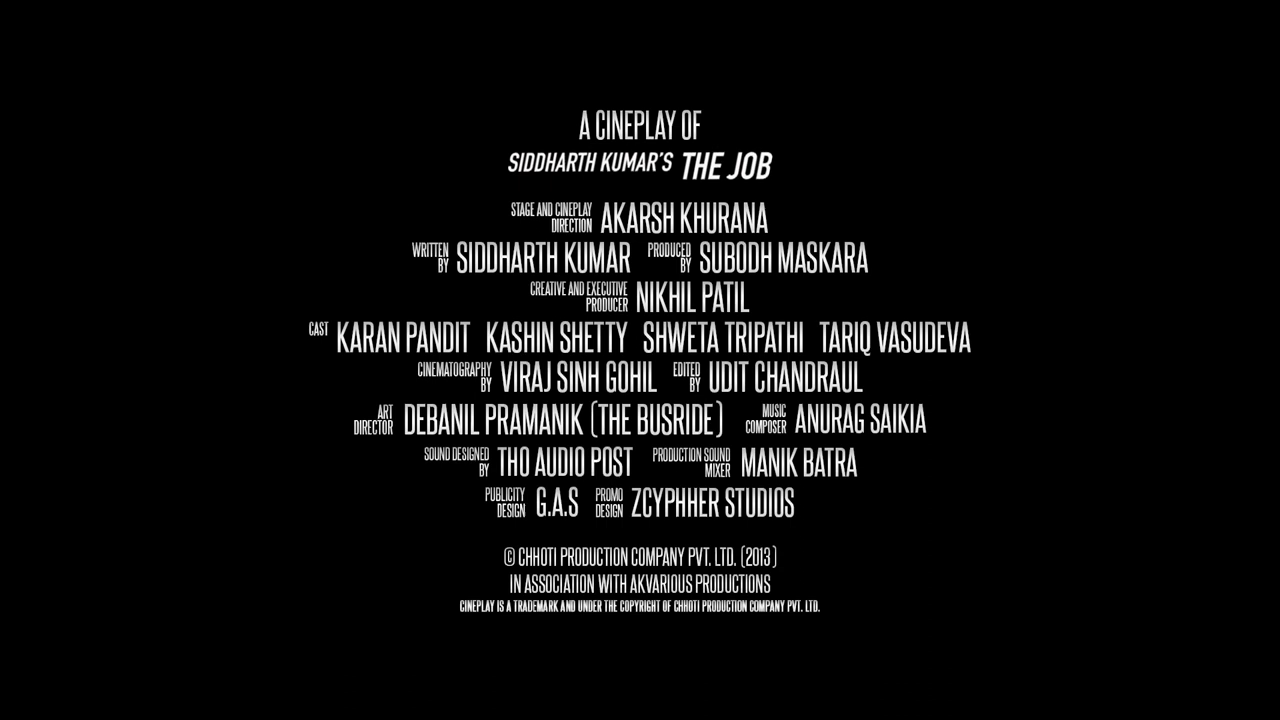 A CINEPLAY OF
SIDDHARTH KUMAR'S THE JOB
STAGE AND CINEPLAY DIRECTION AKARSH KHURANA
WRITTEN BY SIDDHARTH KUMAR PRODUCED BY SUBODH MASKARA
CREATIVE AND EXECUTIVE PRODUCER NIKHIL PATIL
CAST KARAN PANDIT KASHIN SHETTY SHWETA TRIPATHI TARIQ VASUDEVA
CINEMATOGRAPHY BY VIRAJ SINH GOHIL EDITED BY UDIT CHANDRAUL
ART DIRECTOR DEBANIL PRAMANIK (THE BUSRIDE) MUSIC COMPOSER ANURAG SAIKIA
SOUND DESIGNED BY THO AUDIO POST PRODUCTION SOUND MIXER MANIK BATRA
PUBLICITY DESIGN G.A.S PROMO DESIGN ZCYPHHER STUDIOS
© CHHOTI PRODUCTION COMPANY PVT. LTD. (2013)
IN ASSOCIATION WITH AKVARIOUS PRODUCTIONS
CINEPLAY IS A TRADEMARK AND UNDER THE COPYRIGHT OF CHHOTI PRODUCTION COMPANY PVT. LTD.